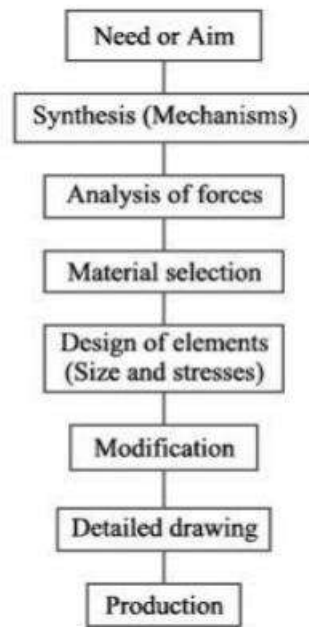 Need or Aim
Synthesis (Mechanisms)
Analysis of forces
Material selection
Design of elements
(Size and stresses)
Modification
Detailed drawing
Production